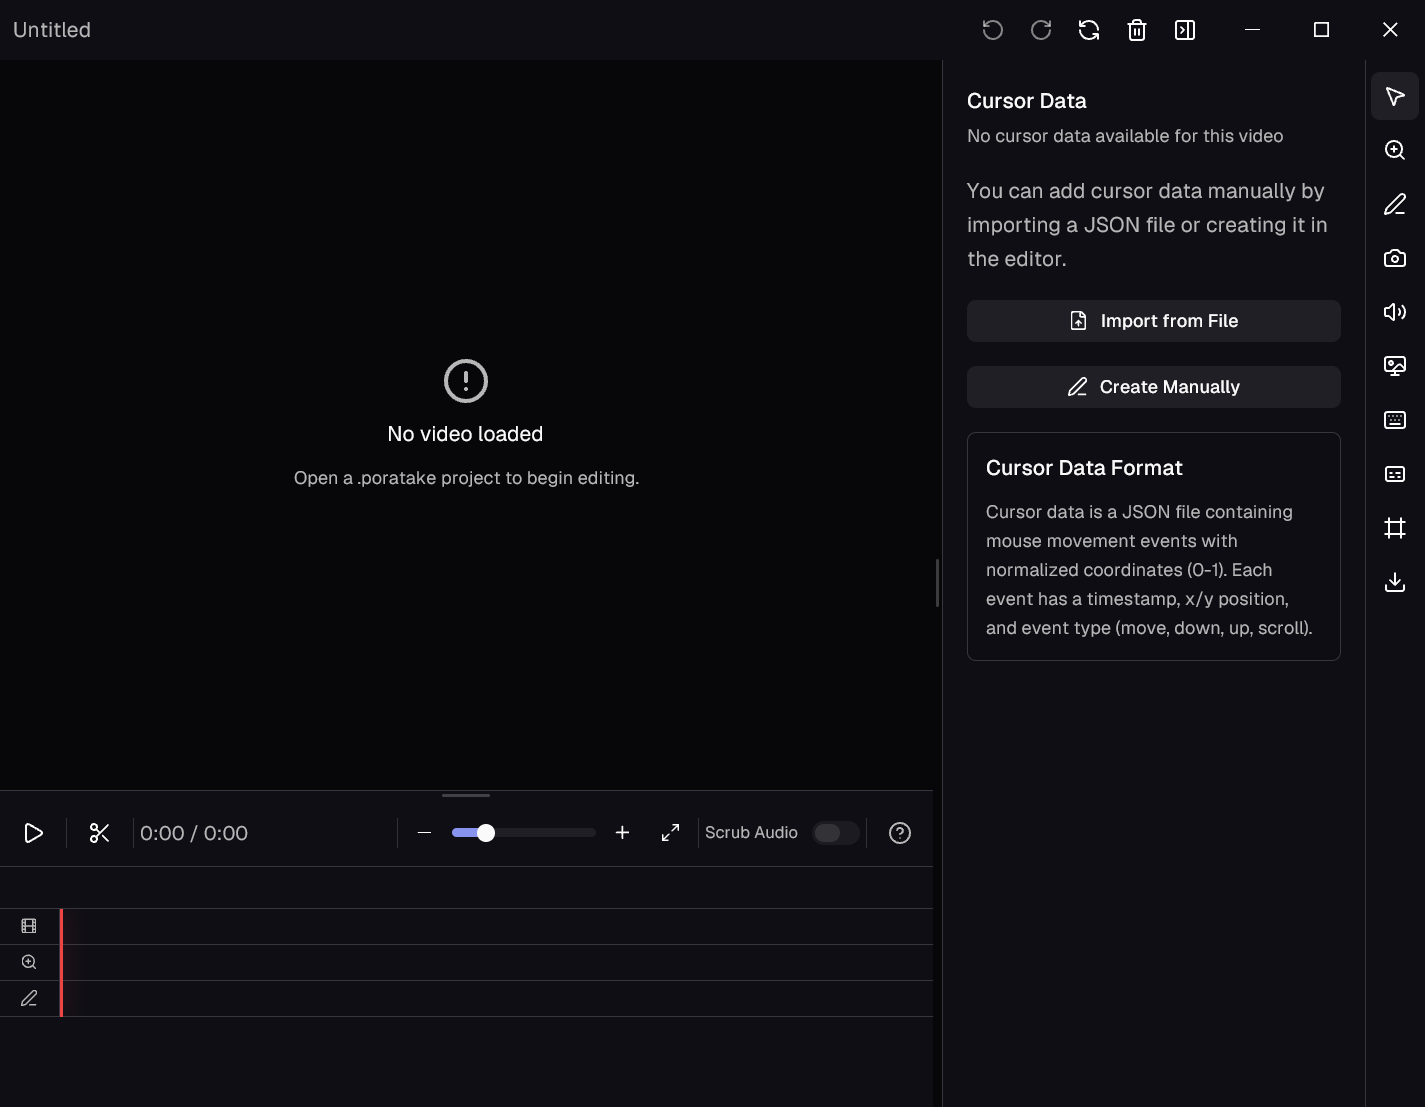 Untitled
No video loaded
Open a .poratake project to begin editing.
Cursor Data
No cursor data available for this video
You can add cursor data manually by
importing a JSON file or creating it in
the editor.
Import from File
Create Manually
Cursor Data Format
Cursor data is a JSON file containing
mouse movement events with
normalized coordinates (0-1). Each
event has a timestamp, x/y position,
and event type (move, down, up, scroll).
0:00 / 0:00
Scrub Audio